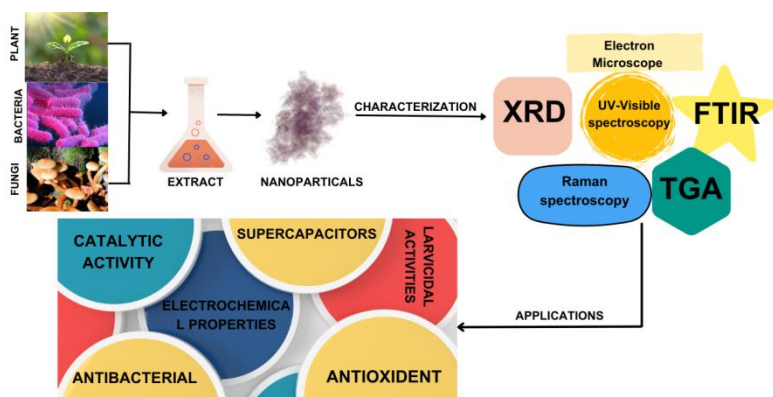 PLANT
BACTERIA
FUNGI
EXTRACT
NANOPARTICALS
CHARACTERIZATION
Electron
Microscope
XRD
UV-Visible
spectroscopy
FTIR
Raman
spectroscopy
TGA
APPLICATIONS
CATALYTIC
ACTIVITY
SUPERCAPACITORS
LARVICIDAL
ACTIVITIES
ELECTROCHEMICA
L PROPERTIES
ANTIBACTERIAL
ANTIOXIDENT